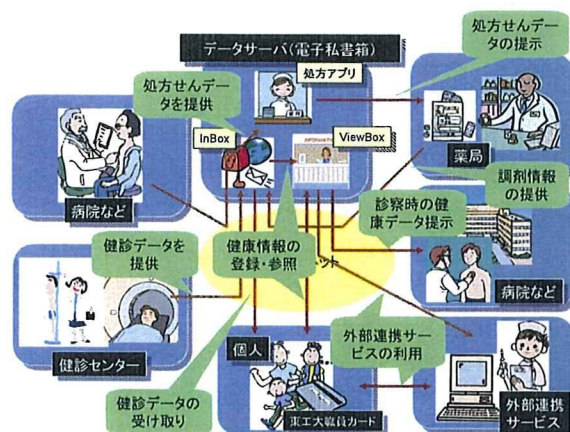 データサーバ(電子私書箱)
処方せんデー
タの提示
処方アプリ
処方せんデー
タを提供
InBox
ViewBox
薬局
病院など
調剤情報
の提供
診察時の健
康データ提示
健診データを
提供
健康情報の
登録・参照
ット
病院など
個人
外部連携サー
ビスの利用
健診センター
健診データの
受け取り
東工大職員カード
外部連携
サービス